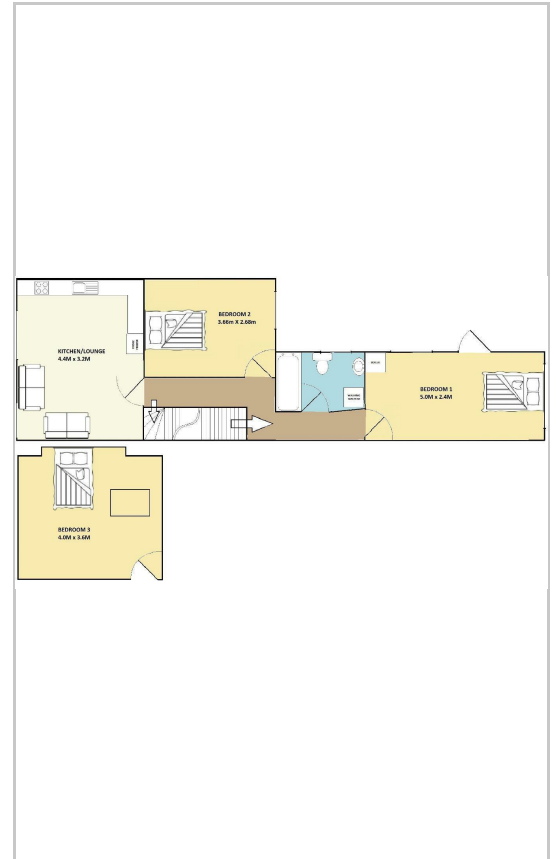 BEDROOM 2
3.66m X 2.68m
KITCHEN/LOUNGE
4.4M x 3.2M
BEDROOM 1
5.0M x 2.4M
BEDROOM 3
4.0M x 3.6M